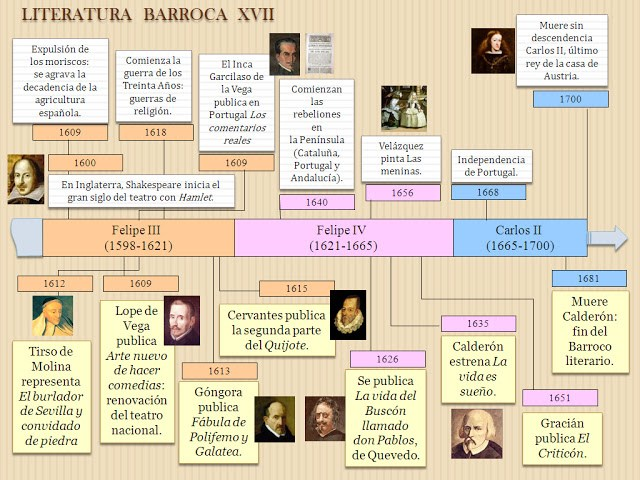 LITERATURA BARROCA XVII
Expulsión de
los moriscos:
se agrava la
decadencia de la
agricultura
española.
1609
Comienza la
guerra de los
Treinta Años:
guerras de
religión.
1618
El Inca
Garcilaso de
la Vega
publica en
Portugal Los
comentarios
reales
1609
Comienzan
las
rebeliones
en
la Península
(Cataluña,
Portugal y
Andalucía).
1640
Velázquez
pinta Las
meninas.
1656
Independencia
de Portugal.
1668
Muere sin
descendencia
Carlos II, último
rey de la casa de
Austria.
1700
1600
En Inglaterra, Shakespeare inicia el
gran siglo del teatro con Hamlet.
Felipe III
(1598-1621)
Felipe IV
(1621-1665)
Carlos II
(1665-1700)
1612
Tirso de
Molina
representa
El burlador
de Sevilla y
convidado
de piedra
1609
Lope de
Vega
publica
Arte nuevo
de hacer
comedias:
renovación
del teatro
nacional.
1613
Góngora
publica
Fábula de
Polifemo y
Galatea.
1615
Cervantes publica
la segunda parte
del Quijote.
1626
Se publica
La vida del
Buscón
llamado
don Pablos,
de Quevedo.
1635
Calderón
estrena La
vida es
sueño.
1651
Gracián
publica El
Criticón.
1681
Muere
Calderón:
fin del
Barroco
literario.